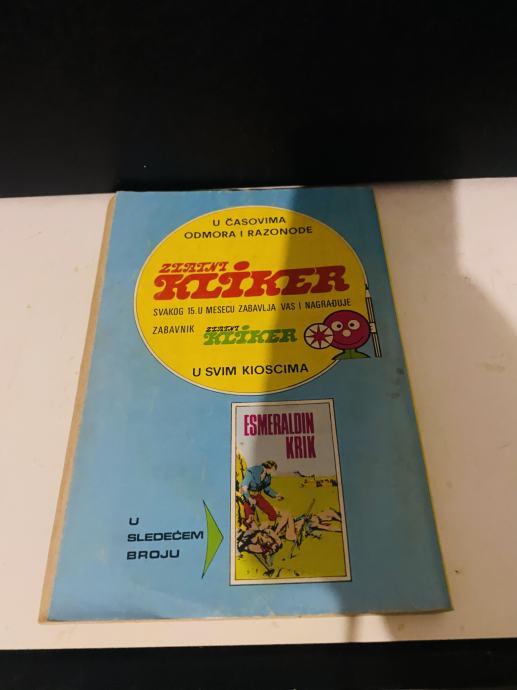 U ČASOVIMA
ODMORA I RAZONODE
ZLATNI
KLIKER
SVAKOG 15. U MESECU ZABAVLJA VAS I NAGRAĐUJE
ZABAVNIK ZLATNI KLIKER
U SVIM KIOSCIMA
ESMERALDIN
KRIK
U
SLEDEĆEM
BROJU